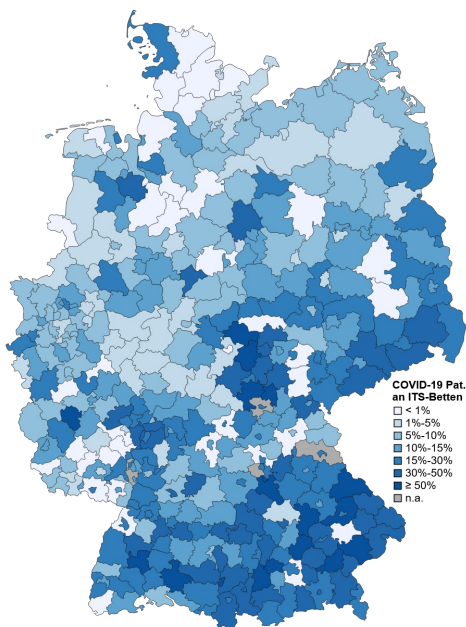 COVID-19 Pat.
an ITS-Betten
< 1%
1%-5%
5%-10%
10%-15%
15%-30%
30%-50%
≥ 50%
n.a.